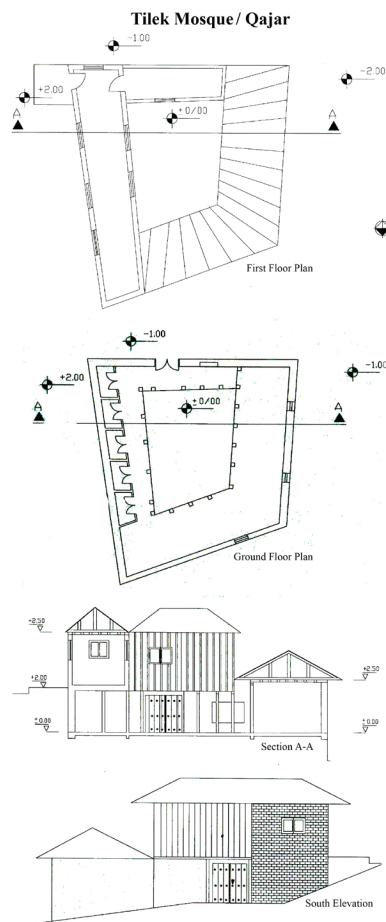 Tilek Mosque / Qajar
-1.00
+2.00
-2.00
±0/00
A
A
First Floor Plan
-1.00
+2.00
-1.00
±0/00
A
A
Ground Floor Plan
+2.50
+2.50
+2.00
±0.00
±0.00
Section A-A
South Elevation